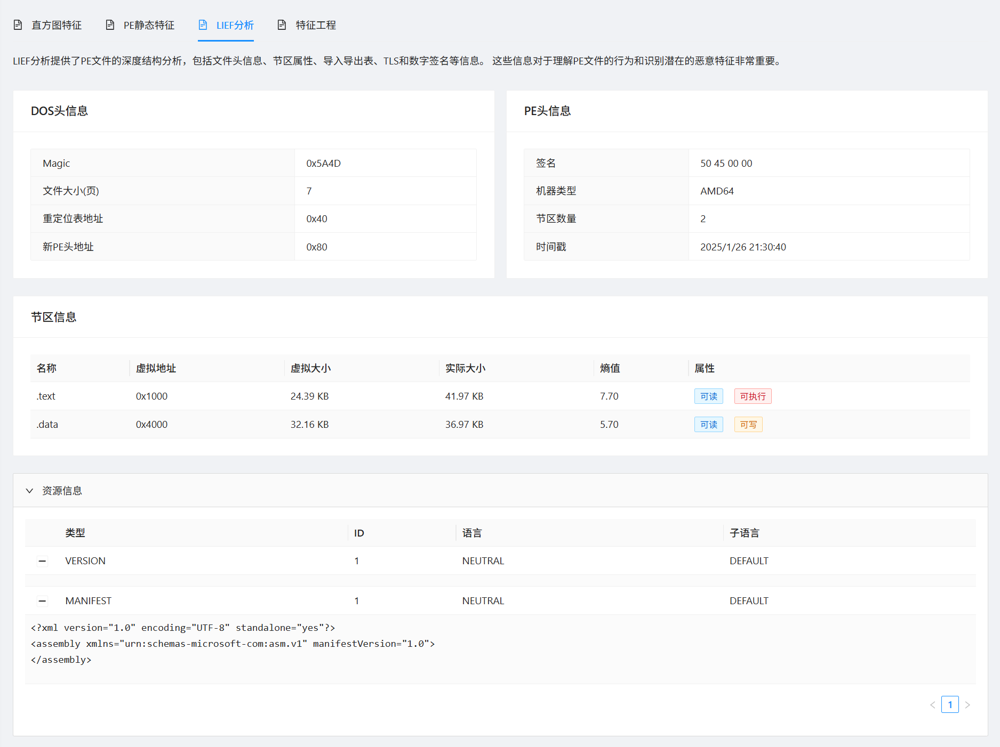 直方图特征 PE静态特征 LIEF分析 特征工程
LIEF分析提供了PE文件的深度结构分析，包括文件头信息、节区属性、导入导出表、TLS和数字签名等信息。 这些信息对于理解PE文件的行为和识别潜在的恶意特征非常重要。
DOS头信息
Magic 0x5A4D
文件大小(页) 7
重定位表地址 0x40
新PE头地址 0x80
PE头信息
签名 50 45 00 00
机器类型 AMD64
节区数量 2
时间戳 2025/1/26 21:30:40
节区信息
名称 虚拟地址 虚拟大小 实际大小 熵值 属性
.text 0x1000 24.39 KB 41.97 KB 7.70 可读 可执行
.data 0x4000 32.16 KB 36.97 KB 5.70 可读 可写
资源信息
类型 ID 语言 子语言
VERSION 1 NEUTRAL DEFAULT
MANIFEST 1 NEUTRAL DEFAULT
<?xml version="1.0" encoding="UTF-8" standalone="yes"?>
<assembly xmlns="urn:schemas-microsoft-com:asm.v1" manifestVersion="1.0">
</assembly>
< 1 >